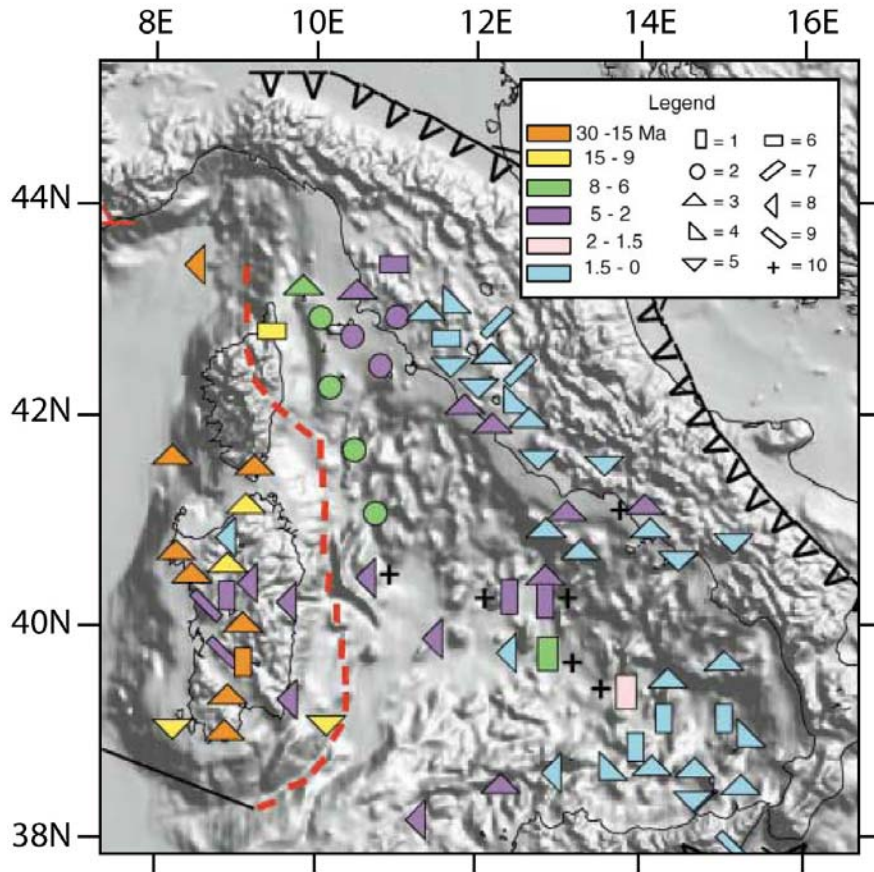 8E 10E 12E 14E 16E
Legend
30 -15 Ma
15 - 9
8 - 6
5 - 2
2 - 1.5
1.5 - 0
= 1
= 2
= 3
= 4
= 5
= 6
= 7
= 8
= 9
= 10
44N
42N
40N
38N